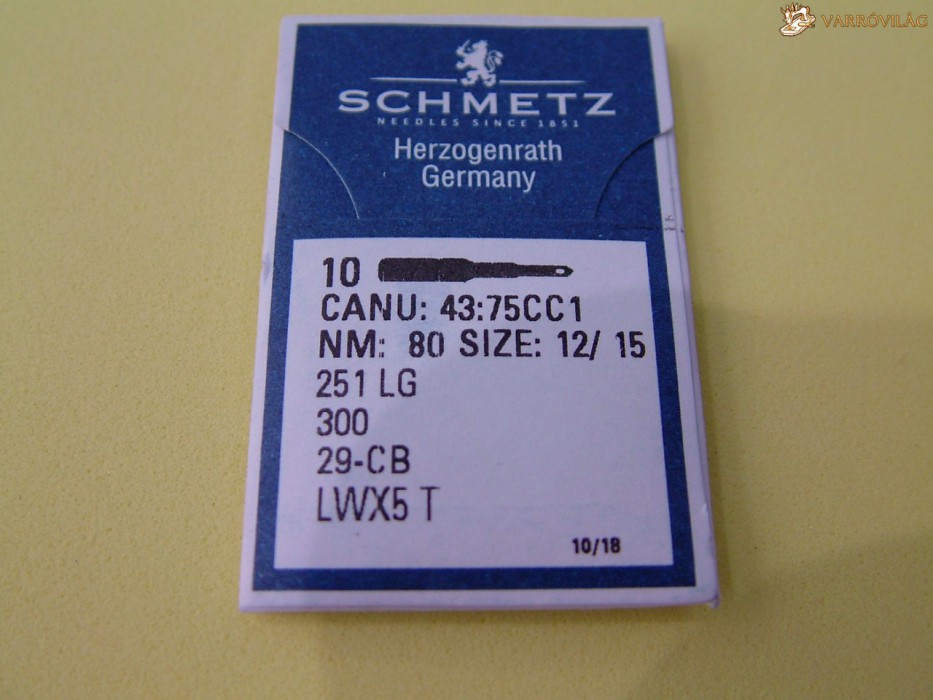 VARRÓVILÁG
SCHMETZ
NEEDLES SINCE 1851
Herzogenrath
Germany
10
CANU: 43:75CC1
NM: 80 SIZE: 12/ 15
251 LG
300
29-CB
LWX5 T
10/18